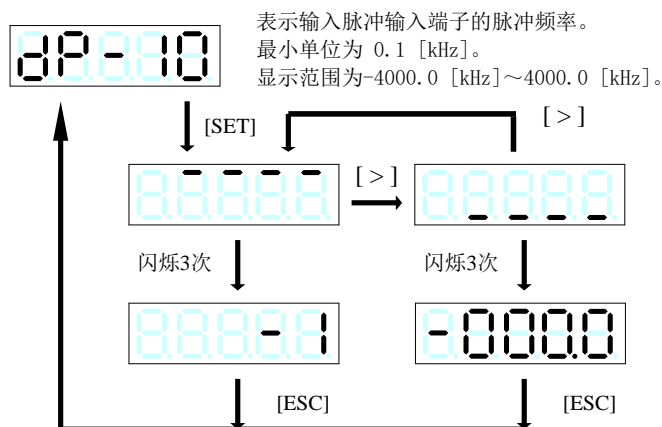 表示输入脉冲输入端子的脉冲频率。
dP-10
最小单位为 0.1 [kHz]。
显示范围为-4000.0 [kHz]～4000.0 [kHz]。
[SET]
[ > ]
---- 
[ > ]
_ _ _ _
闪烁3次
闪烁3次
- 1
-000.0
[ESC]
[ESC]